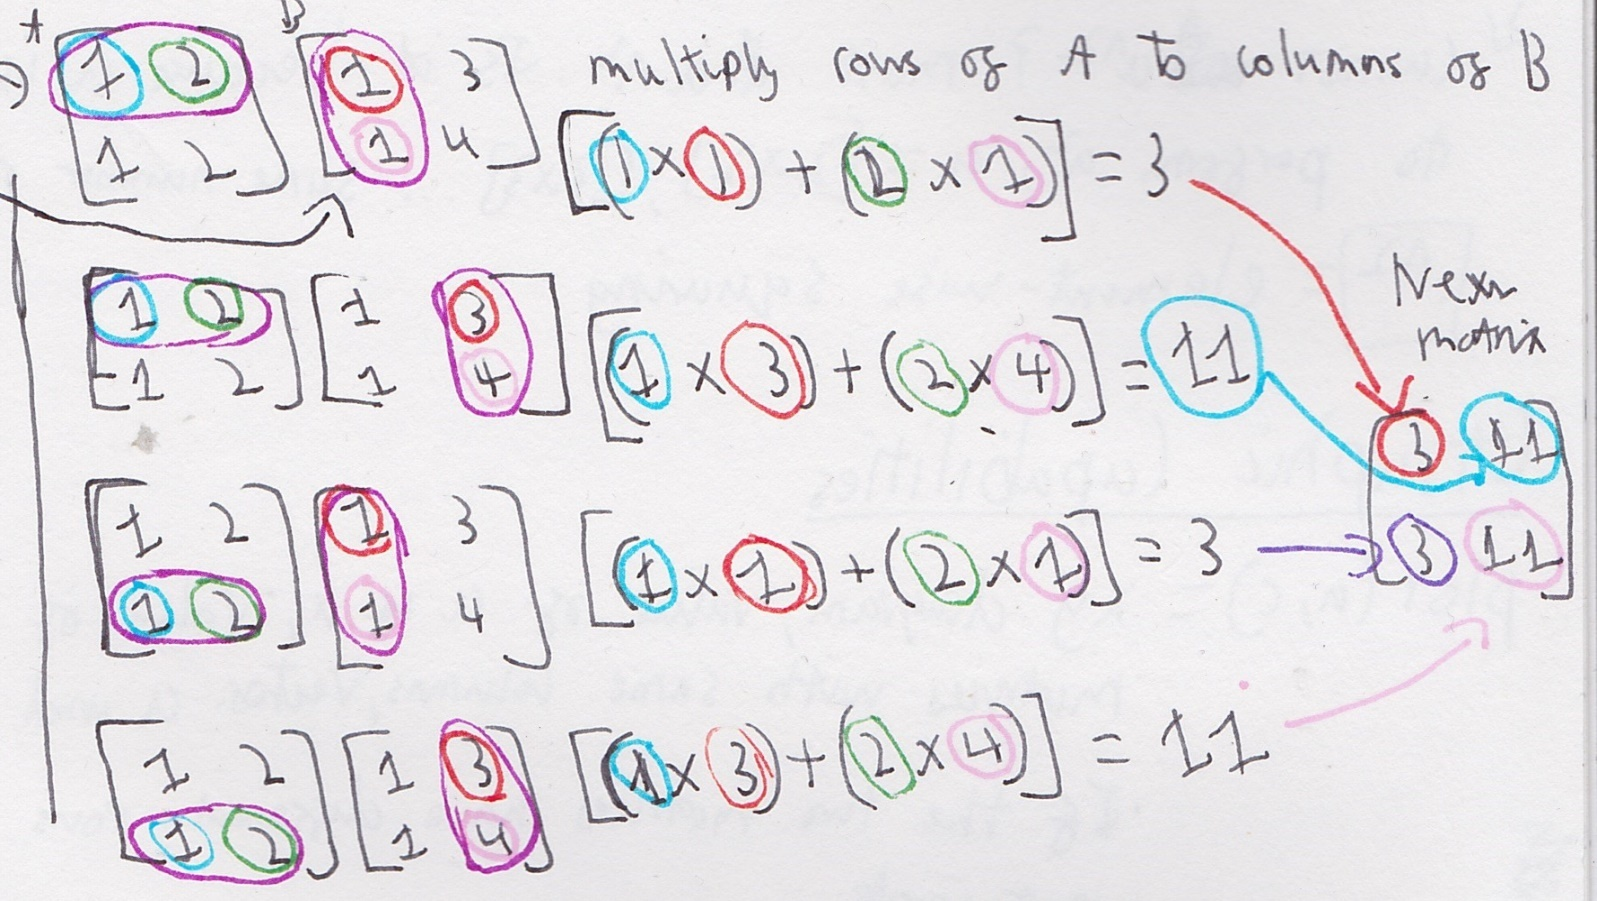 A B
[1 2] [1 3] multiply rows of A to columns of B
[1 2] [1 4] [(1 × 1) + (2 × 1)] = 3
[1 2] [1 3]
[1 2] [1 4] [(1 × 3) + (2 × 4)] = 11
matrix
[3 11]
[1 2] [1 3]
[1 2] [1 4] [(1 × 1) + (2 × 1)] = 3
[3 11]
[1 2] [1 3]
[1 2] [1 4] [(1 × 3) + (2 × 4)] = 11